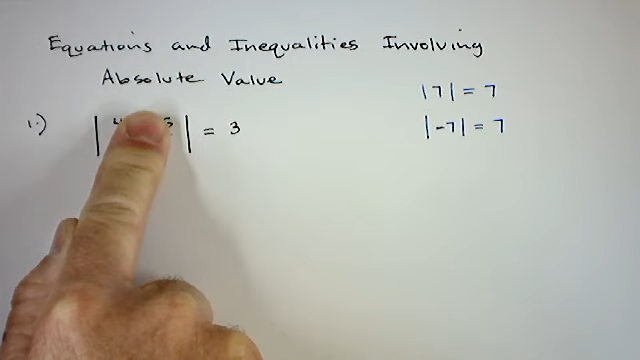 Equations and Inequalities Involving
Absolute Value
|7| = 7
|-7| = 7
1.) | | = 3